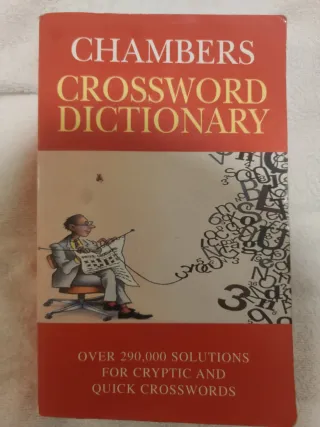 CHAMBERS
CROSSWORD
DICTIONARY
OVER 290,000 SOLUTIONS
FOR CRYPTIC AND
QUICK CROSSWORDS